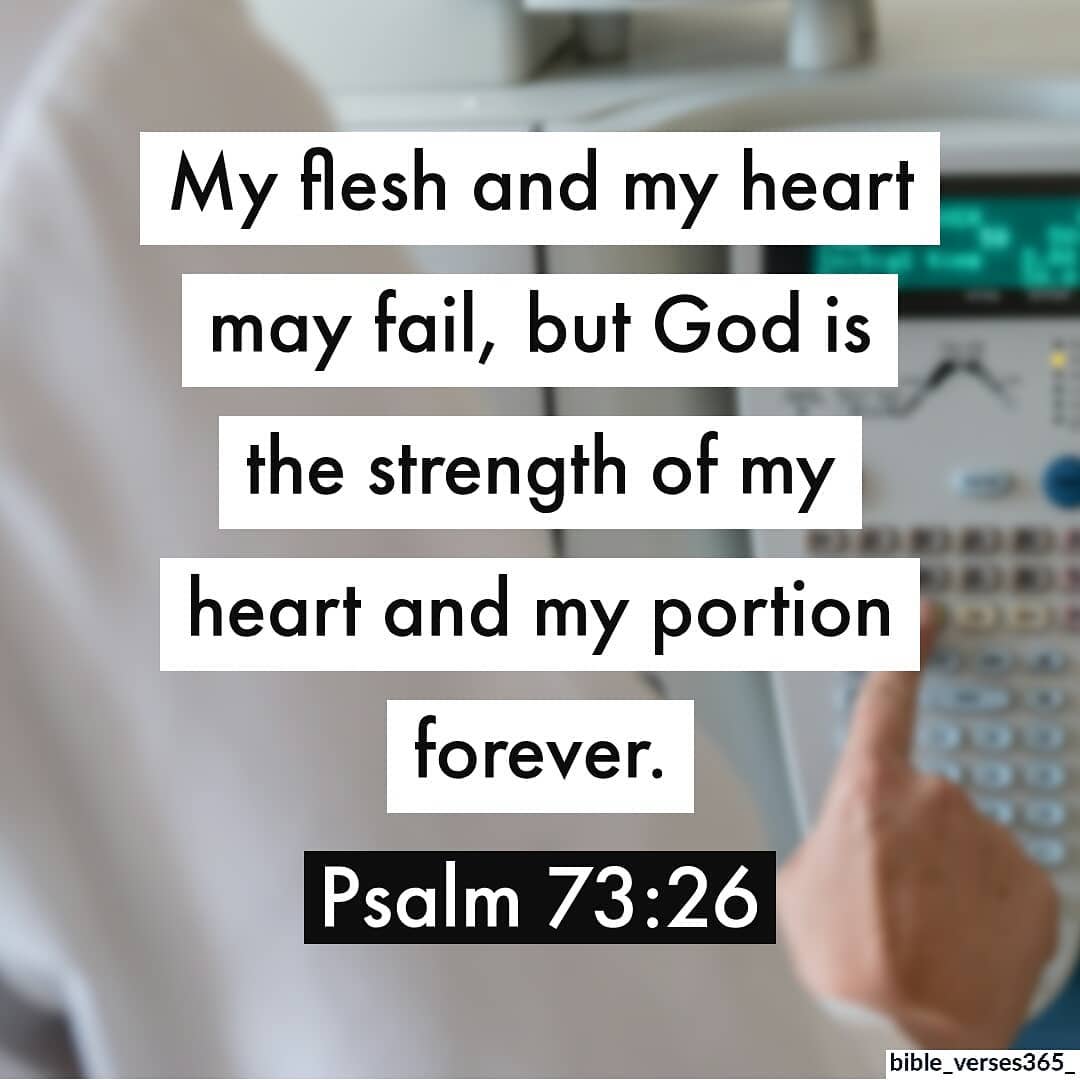 My flesh and my heart
may fail, but God is
the strength of my
heart and my portion
forever.
Psalm 73:26
bible_verses365_